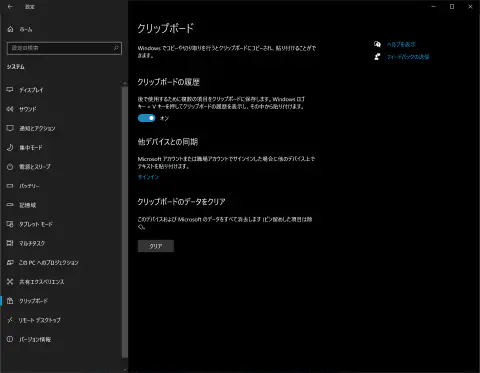 設定
ホーム
設定の検索
システム
ディスプレイ
サウンド
通知とアクション
集中モード
電源とスリープ
バッテリー
記憶域
タブレット モード
マルチタスク
この PC へのプロジェクション
共有エクスペリエンス
クリップボード
リモート デスクトップ
バージョン情報
クリップボード
Windows でコピーや切り取りを行うとクリップボードにコピーされ、貼り付けることがで
きます。
クリップボードの履歴
後で使用するために複数の項目をクリップボードに保存します。Windows ロゴ
キー + V キーを押してクリップボードの履歴を表示し、その中から貼り付けます。
オン
他デバイスとの同期
Microsoft アカウントまたは職場アカウントでサインインした場合に他のデバイス上で
テキストを貼り付けます。
サインイン
クリップボードのデータをクリア
このデバイスおよび Microsoft のデータをすべて消去します (ピン留めした項目は除
く)。
クリア
ヘルプを表示
フィードバックの送信